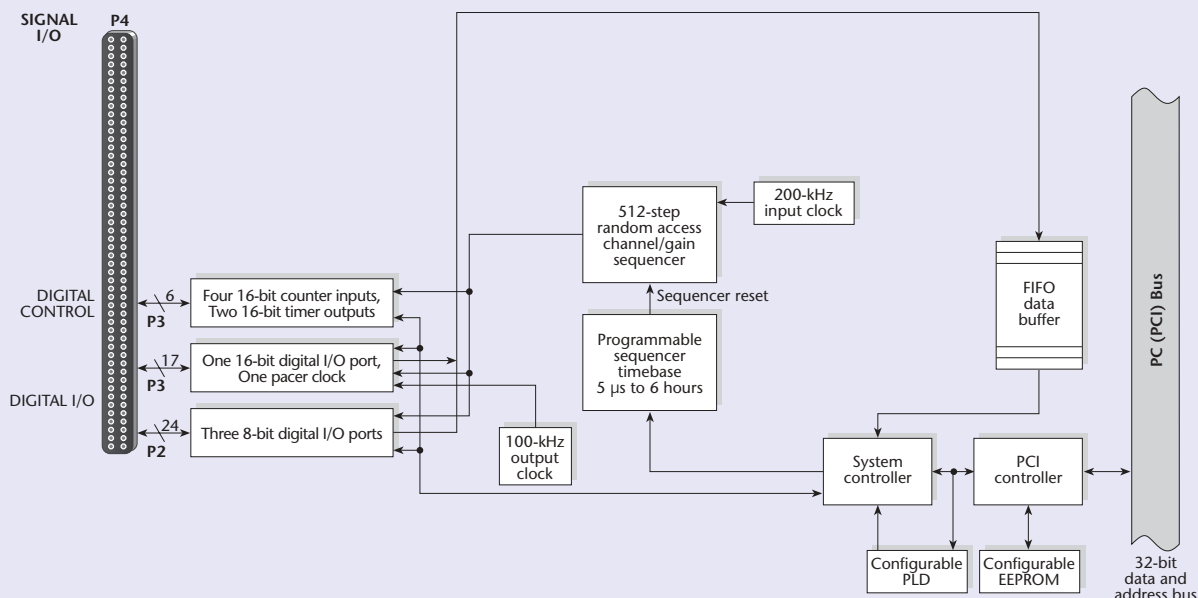 SIGNAL
I/O
P4
200-kHz
input clock
512-step
random access
channel/gain
sequencer
Sequencer reset
FIFO
data
buffer
PC (PCI) Bus
DIGITAL
CONTROL
6
P3
Four 16-bit counter inputs,
Two 16-bit timer outputs
Programmable
sequencer
timebase
5 µs to 6 hours
17
P3
One 16-bit digital I/O port,
One pacer clock
DIGITAL I/O
24
P2
Three 8-bit digital I/O ports
100-kHz
output
clock
System
controller
PCI
controller
Configurable
PLD
Configurable
EEPROM
32-bit
data and
address bus